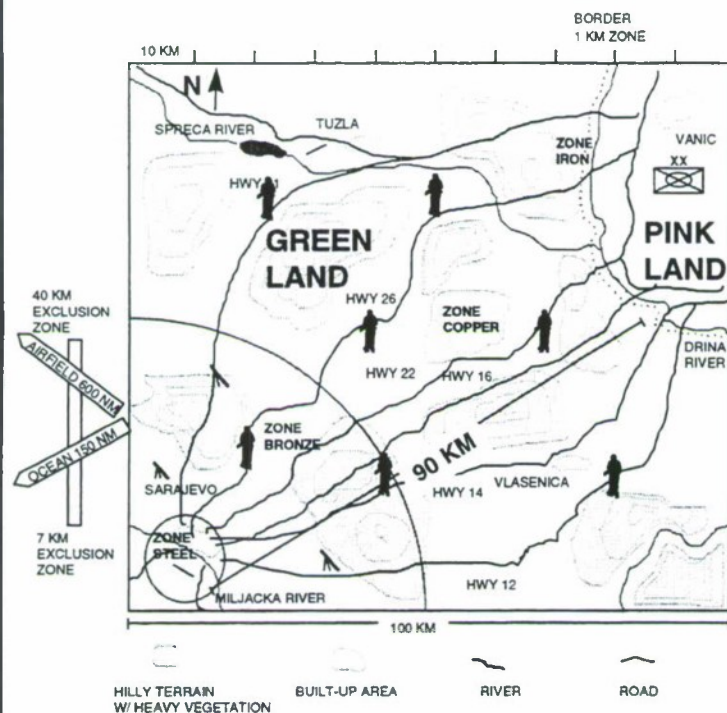 BORDER
1 KM ZONE
10 KM
N
SPRECA RIVER
TUZLA
ZONE
IRON
VANIC
XX
HWY
GREEN
LAND
PINK
LAND
40 KM
EXCLUSION
ZONE
HWY 26
ZONE
COPPER
AIRFIELD 600 NM
HWY 22
HWY 16
DRINA
RIVER
ZONE
BRONZE
90 KM
OCEAN 150 NM
SARAJEVO
HWY 14
VLASENICA
7 KM
EXCLUSION
ZONE
ZONE
STEEL
HWY 12
MILJACKA RIVER
100 KM
HILLY TERRAIN
W/ HEAVY VEGETATION
BUILT-UP AREA
RIVER
ROAD